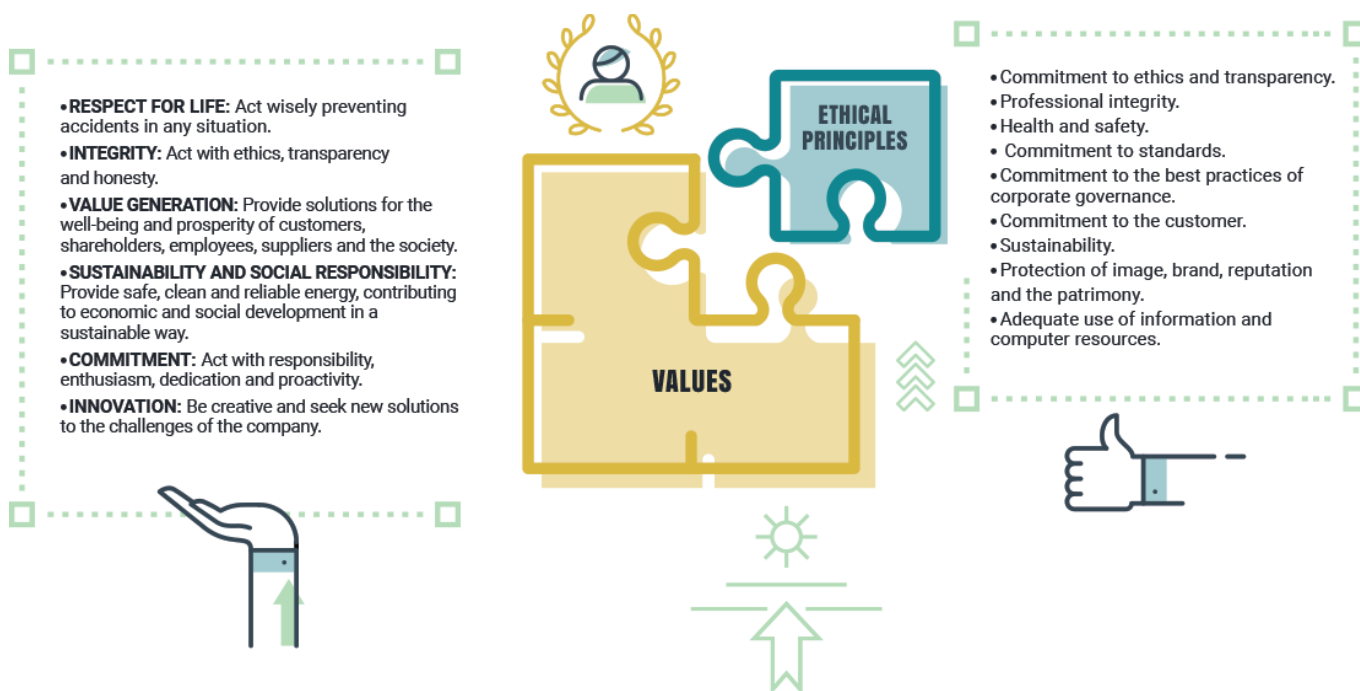 •RESPECT FOR LIFE: Act wisely preventing
accidents in any situation.
•INTEGRITY: Act with ethics, transparency
and honesty.
•VALUE GENERATION: Provide solutions for the
well-being and prosperity of customers,
shareholders, employees, suppliers and the society.
•SUSTAINABILITY AND SOCIAL RESPONSIBILITY:
Provide safe, clean and reliable energy, contributing
to economic and social development in a
sustainable way.
•COMMITMENT: Act with responsibility,
enthusiasm, dedication and proactivity.
•INNOVATION: Be creative and seek new solutions
to the challenges of the company.
VALUES
ETHICAL
PRINCIPLES
•Commitment to ethics and transparency.
•Professional integrity.
•Health and safety.
• Commitment to standards.
•Commitment to the best practices of
corporate governance.
•Commitment to the customer.
•Sustainability.
•Protection of image, brand, reputation
and the patrimony.
•Adequate use of information and
computer resources.